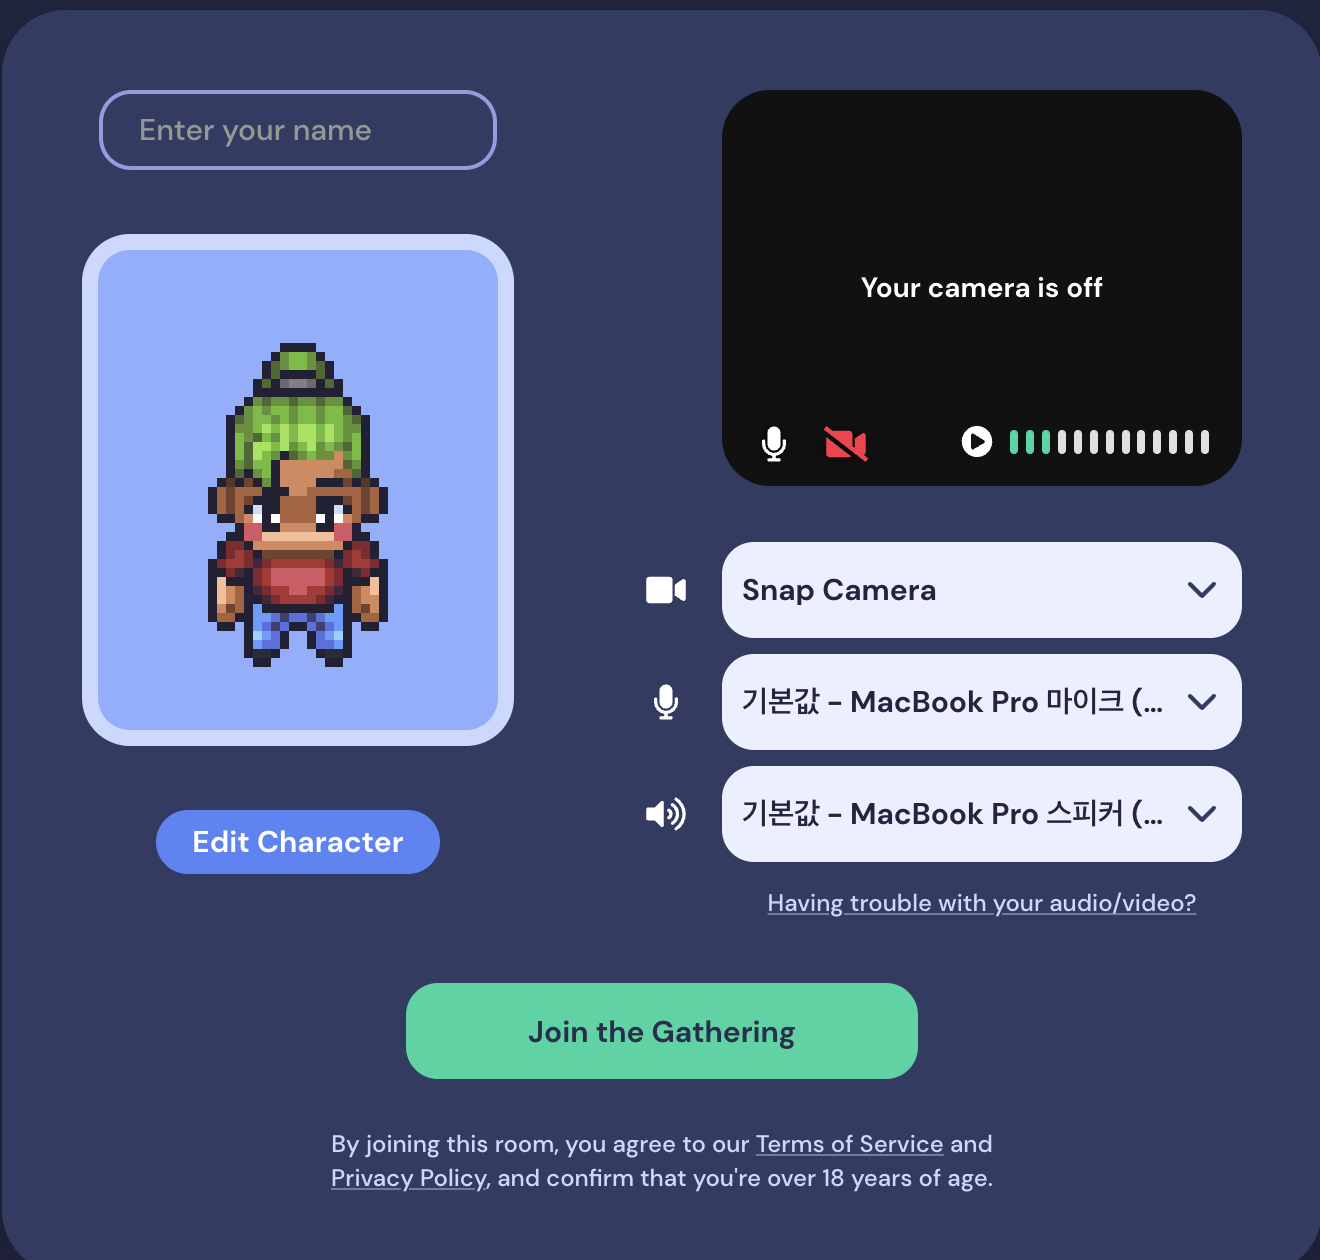 Enter your name
Your camera is off
Snap Camera
기본값 - MacBook Pro 마이크 (...
기본값 - MacBook Pro 스피커 (...
Edit Character
Having trouble with your audio/video?
Join the Gathering
By joining this room, you agree to our Terms of Service and
Privacy Policy, and confirm that you're over 18 years of age.